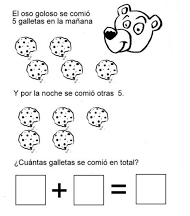 El oso goloso se comió
5 galletas en la mañana
Y por la noche se comió otras 5.
¿Cuántas galletas se comió en total?
+ =